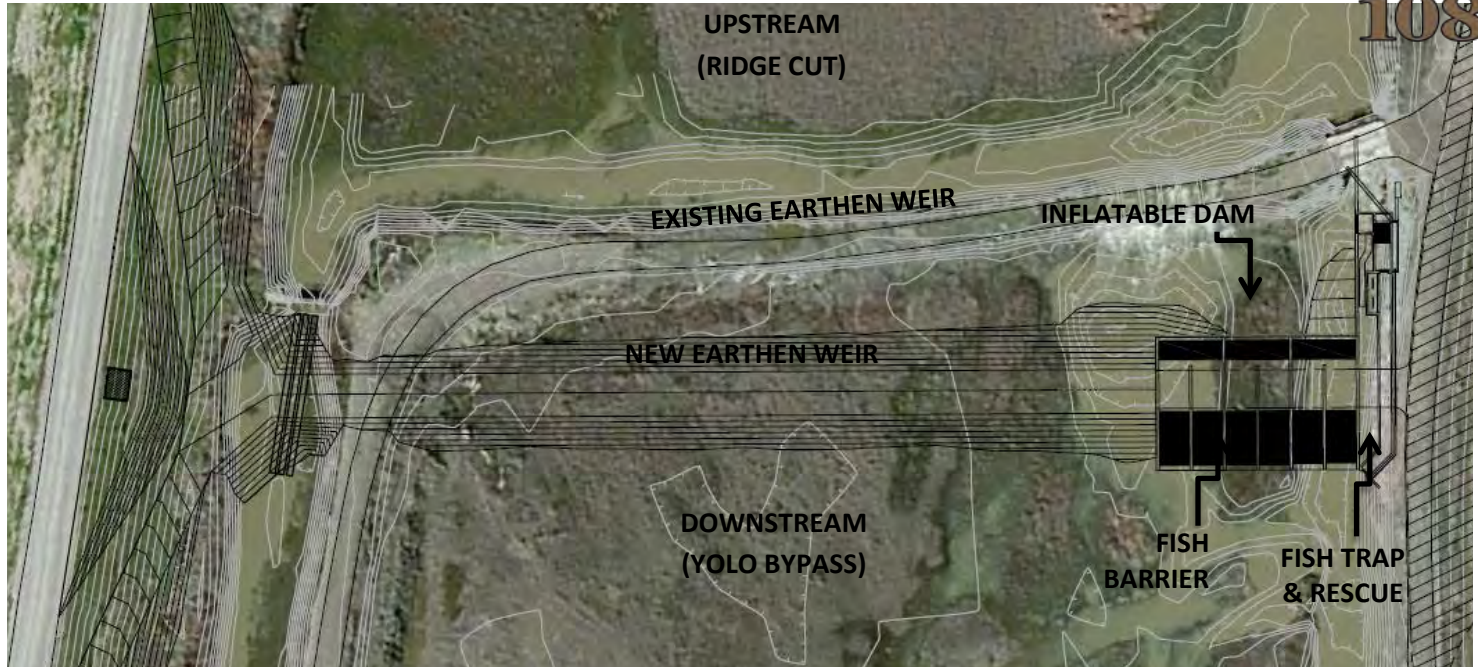 UPSTREAM
(RIDGE CUT)
108
EXISTING EARTHEN WEIR
INFLATABLE DAM
NEW EARTHEN WEIR
DOWNSTREAM
(YOLO BYPASS)
FISH
BARRIER
FISH TRAP
& RESCUE